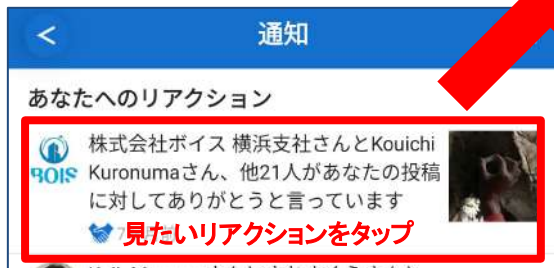 <
通知
あなたへのリアクション
株式会社ボイス 横浜支社さんとKouichi
BOIS Kuronumaさん、他21人があなたの投稿
に対してありがとうと言っています
見たいリアクションをタップ